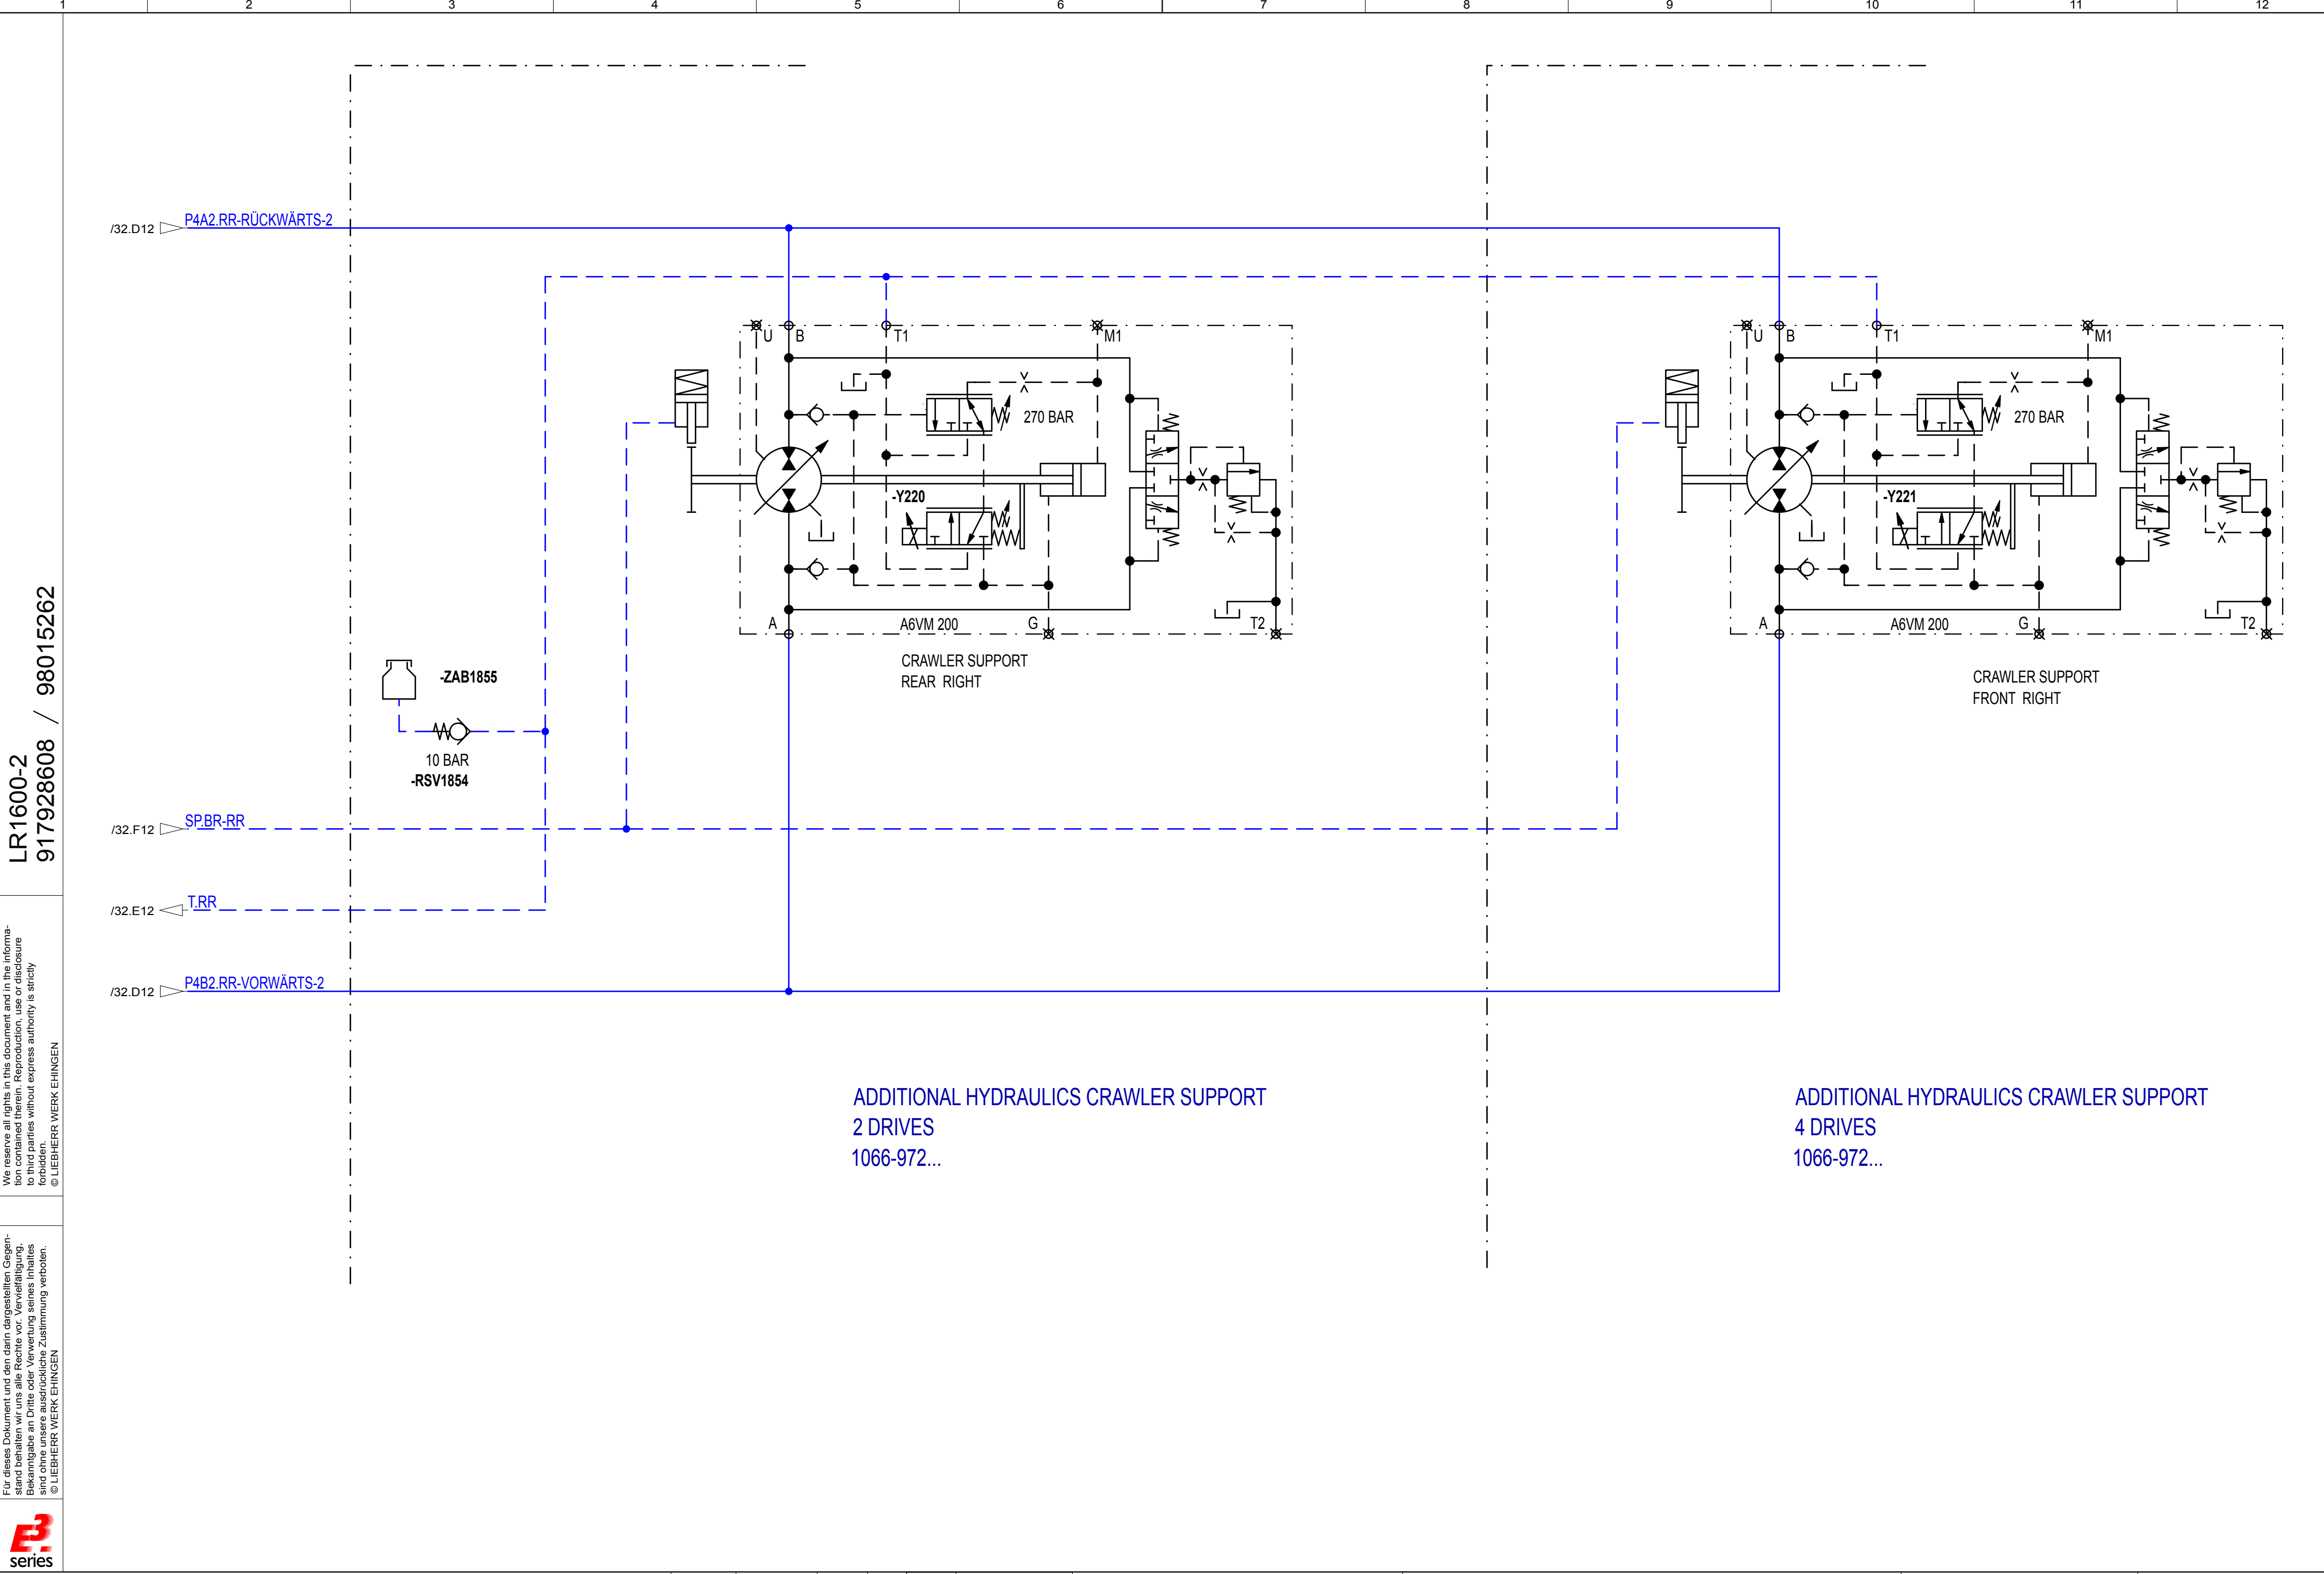 1 2 3 4 5 6 7 8 9 10 11 12
/32.D12 P4A2.RR-RÜCKWÄRTS-2
U B T1 M1
270 BAR
-Y220
A A6VM 200 G T2
CRAWLER SUPPORT
REAR RIGHT
U B T1 M1
270 BAR
-Y221
A A6VM 200 G T2
CRAWLER SUPPORT
FRONT RIGHT
-ZAB1855
10 BAR
-RSV1854
/32.F12 SP.BR-RR
/32.E12 T.RR
/32.D12 P4B2.RR-VORWÄRTS-2
ADDITIONAL HYDRAULICS CRAWLER SUPPORT
2 DRIVES
1066-972...
ADDITIONAL HYDRAULICS CRAWLER SUPPORT
4 DRIVES
1066-972...
LR1600-2
917928608 / 98015262
We reserve all rights in this document and in the informa-
tion contained therein. Reproduction, use or disclosure
to third parties without express authority is strictly
forbidden.
© LIEBHERR WERK EHINGEN
Für dieses Dokument und den darin dargestellten Gegen-
stand behalten wir uns alle Rechte vor. Vervielfältigung,
Bekanntgabe an Dritte oder Verwertung seines Inhaltes
sind ohne unsere ausdrückliche Zustimmung verboten.
© LIEBHERR WERK EHINGEN
E3
series